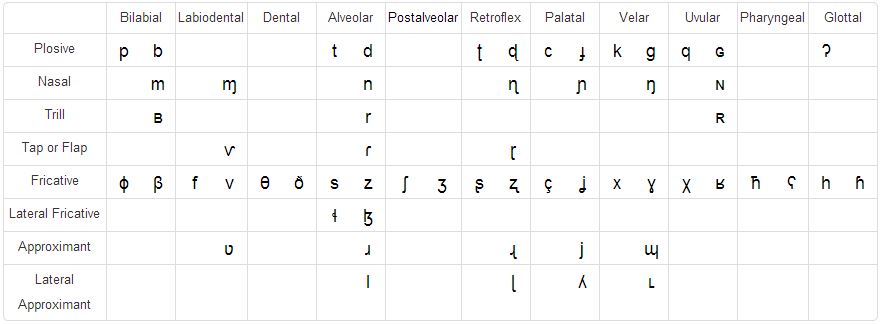 Bilabial Labiodental Dental Alveolar Postalveolar Retroflex Palatal Velar Uvular Pharyngeal Glottal
Plosive p b t d ʈ ɖ c ɟ k g q ɢ ʔ
Nasal m ɱ n ɳ ɲ ŋ ɴ
Trill ʙ r ʀ
Tap or Flap ⱱ ɾ ɽ
Fricative ɸ β f v θ ð s z ʃ ʒ ʂ ʐ ç ʝ x ɣ χ ʁ ħ ʕ h ɦ
Lateral Fricative ɬ ɮ
Approximant ʋ ɹ ɻ j ɰ
Lateral l ɭ ʎ ʟ
Approximant